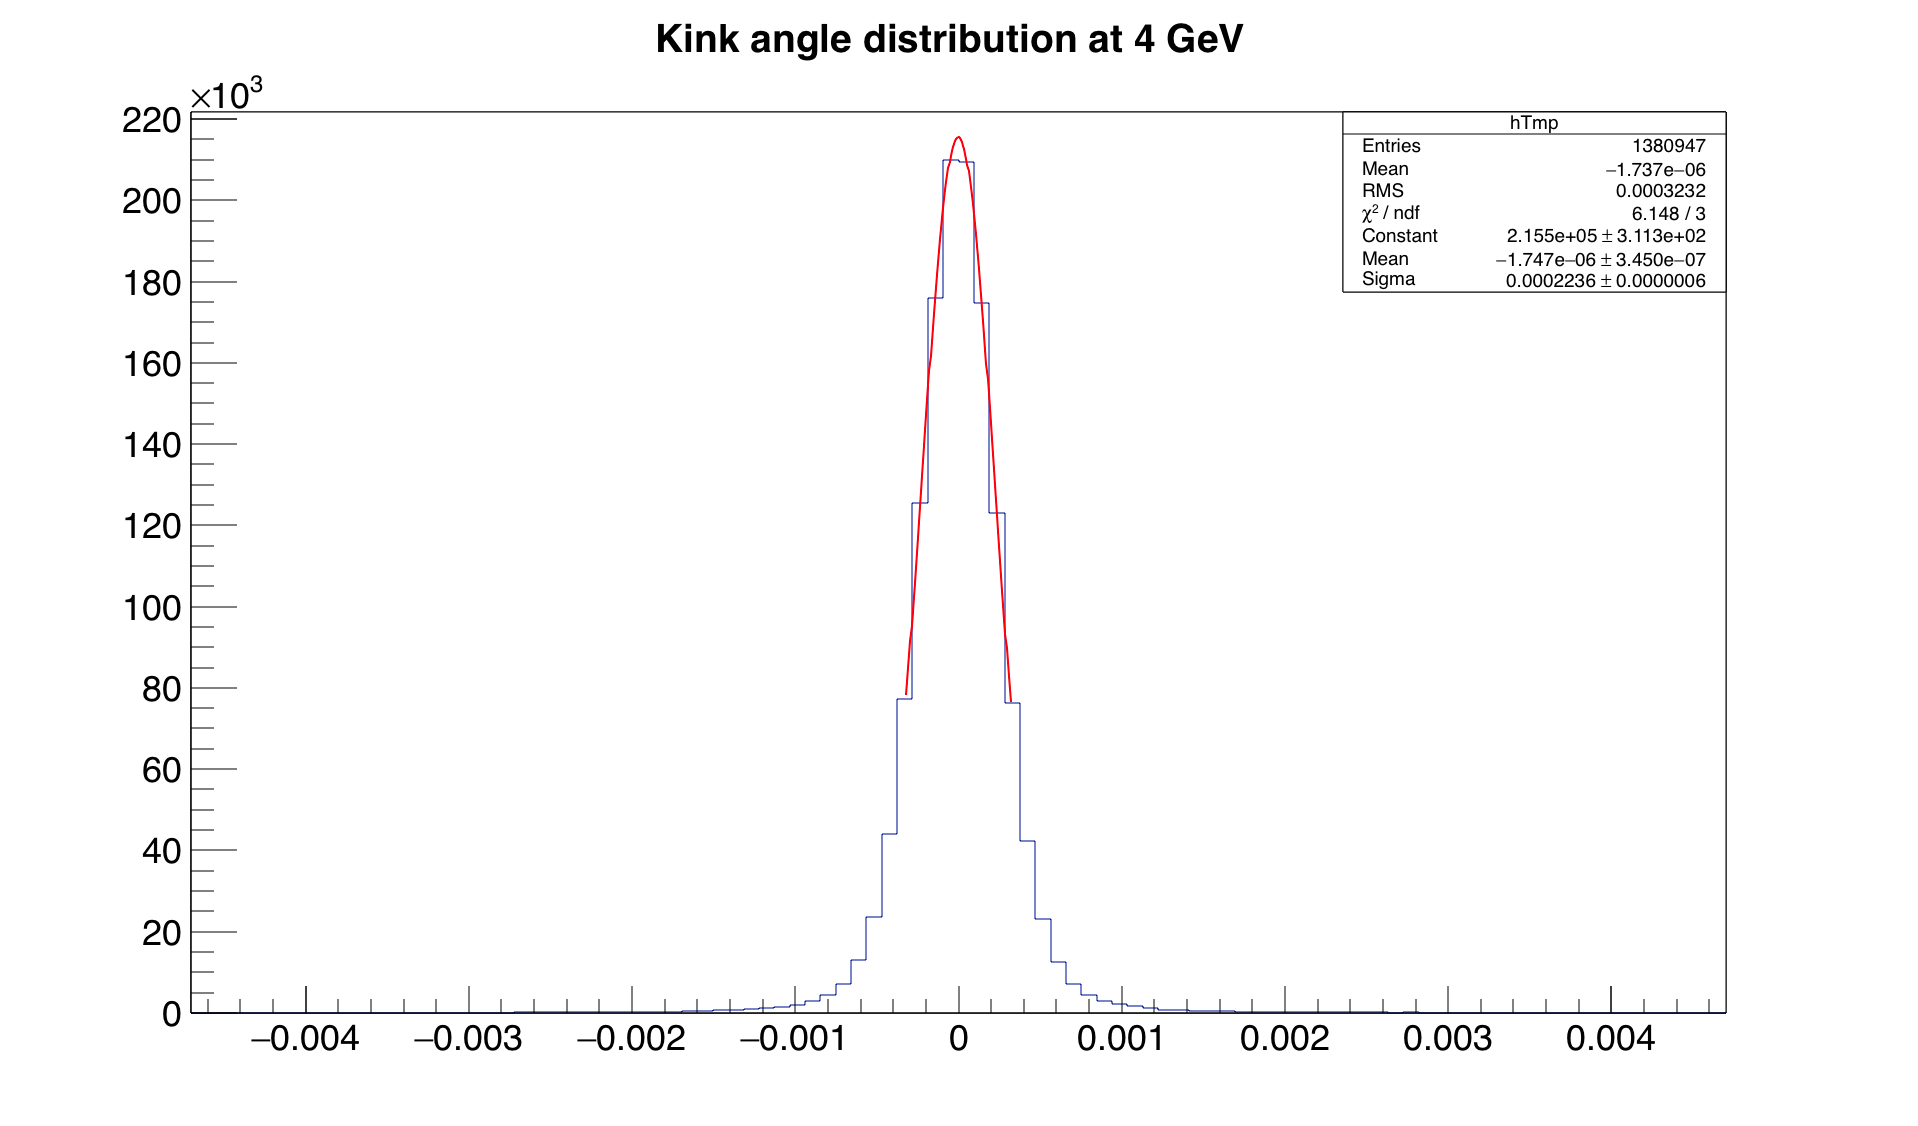 Kink angle distribution at 4 GeV
×10³
220
200
180
160
140
120
100
80
60
40
20
0
−0.004 −0.003 −0.002 −0.001 0 0.001 0.002 0.003 0.004
hTmp
Entries 1380947
Mean −1.737e−06
RMS 0.0003232
χ² / ndf 6.148 / 3
Constant 2.155e+05 ± 3.113e+02
Mean −1.747e−06 ± 3.450e−07
Sigma 0.0002236 ± 0.0000006